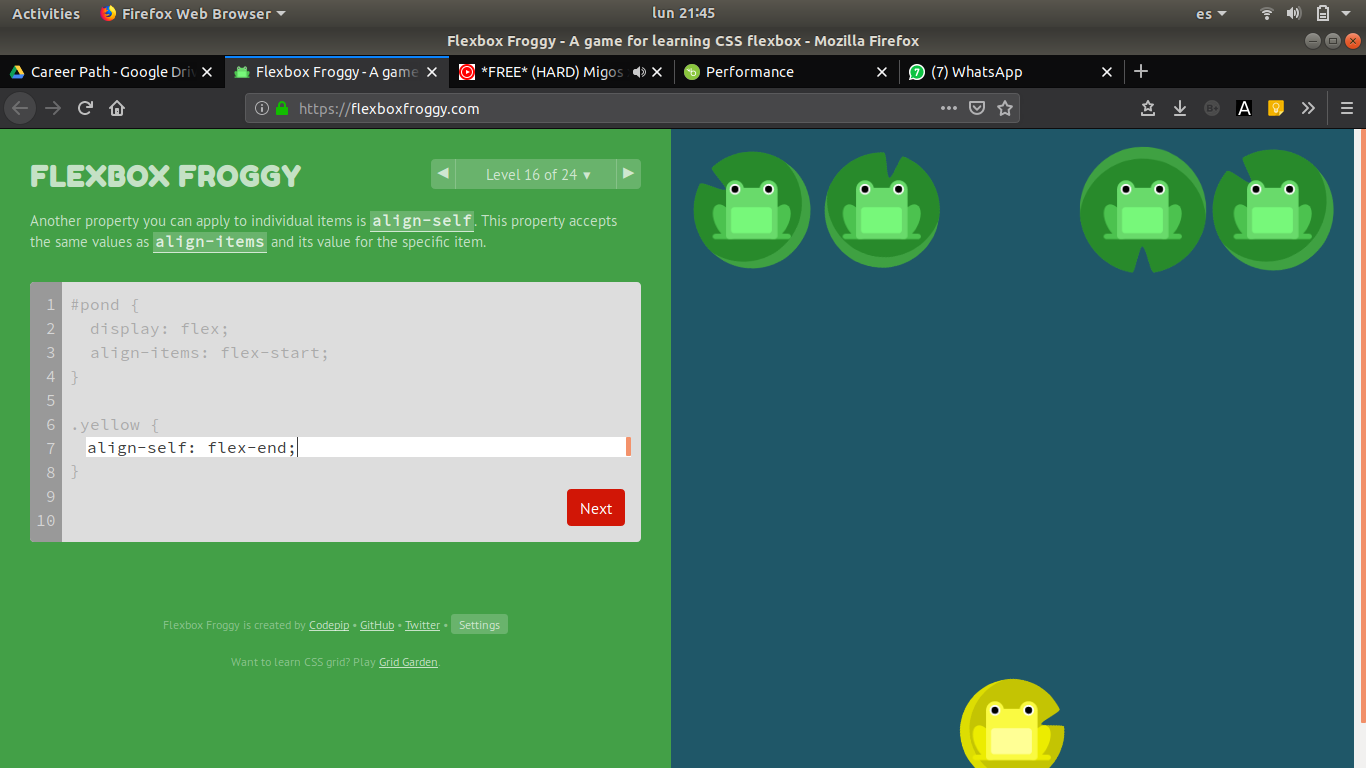 Activities Firefox Web Browser lun 21:45 es
Flexbox Froggy - A game for learning CSS flexbox - Mozilla Firefox
Career Path - Google Dri Flexbox Froggy - A game *FREE* (HARD) Migos Performance (7) WhatsApp
https://flexboxfroggy.com
FLEXBOX FROGGY Level 16 of 24
Another property you can apply to individual items is align-self. This property accepts
the same values as align-items and its value for the specific item.
1 #pond {
2 display: flex;
3 align-items: flex-start;
4 }
5
6 .yellow {
7 align-self: flex-end;
8 }
9
10
Next
Flexbox Froggy is created by Codepip • GitHub • Twitter • Settings
Want to learn CSS grid? Play Grid Garden.